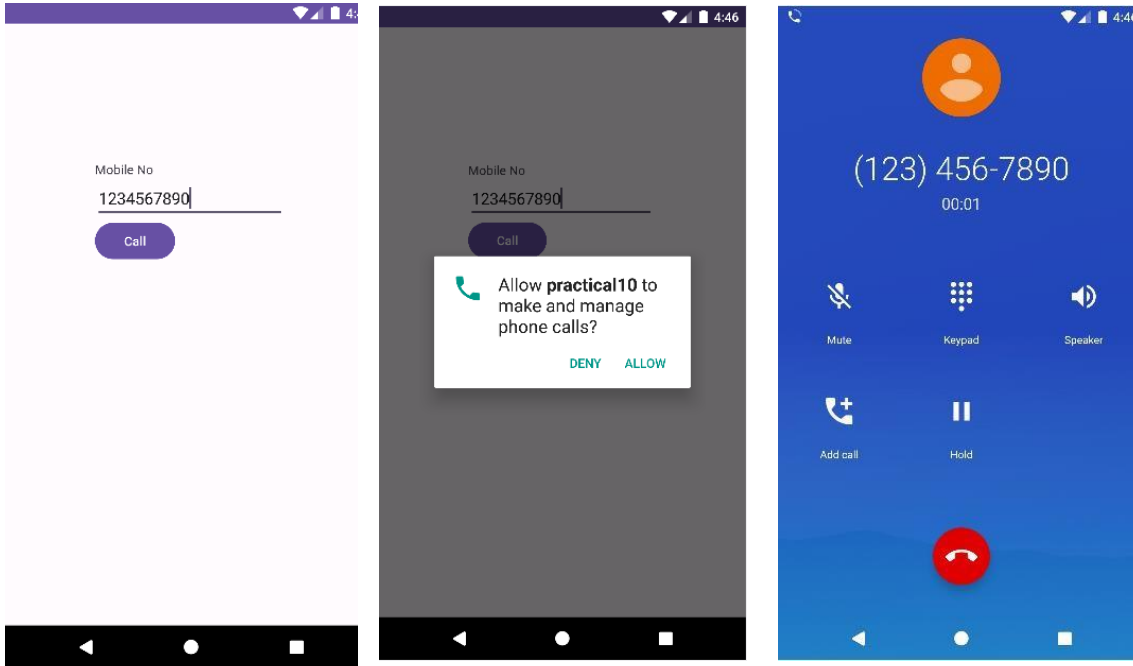 4:
Mobile No
1234567890
Call
4:46
Mobile No
1234567890
Call
Allow practical10 to
make and manage
phone calls?
DENY ALLOW
4:46
(123) 456-7890
00:01
Mute Keypad Speaker
Add call Hold